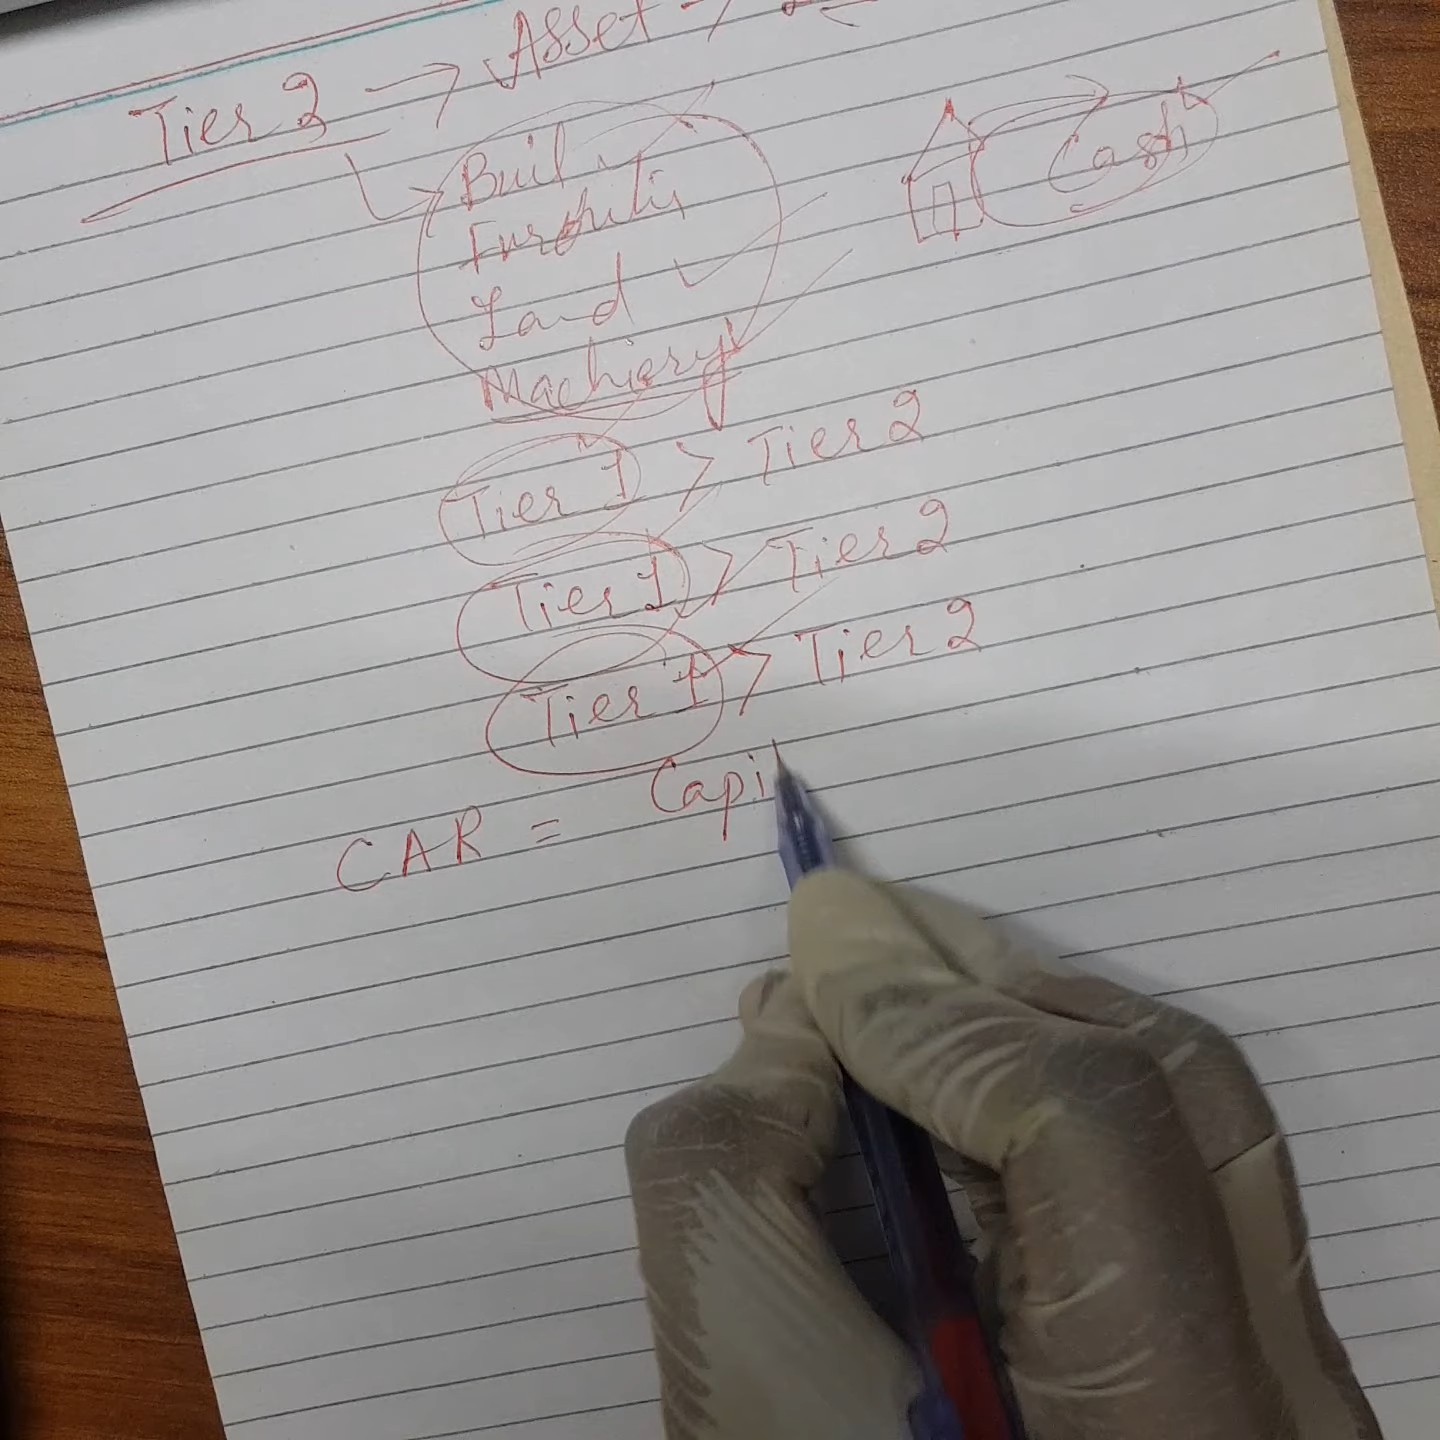 Tier 2 → Asset →
Buil
Land
Machiery
Cash
Tier 1 > Tier 2
Tier 1 > Tier 2
Tier 1 > Tier 2
CAR = Capi